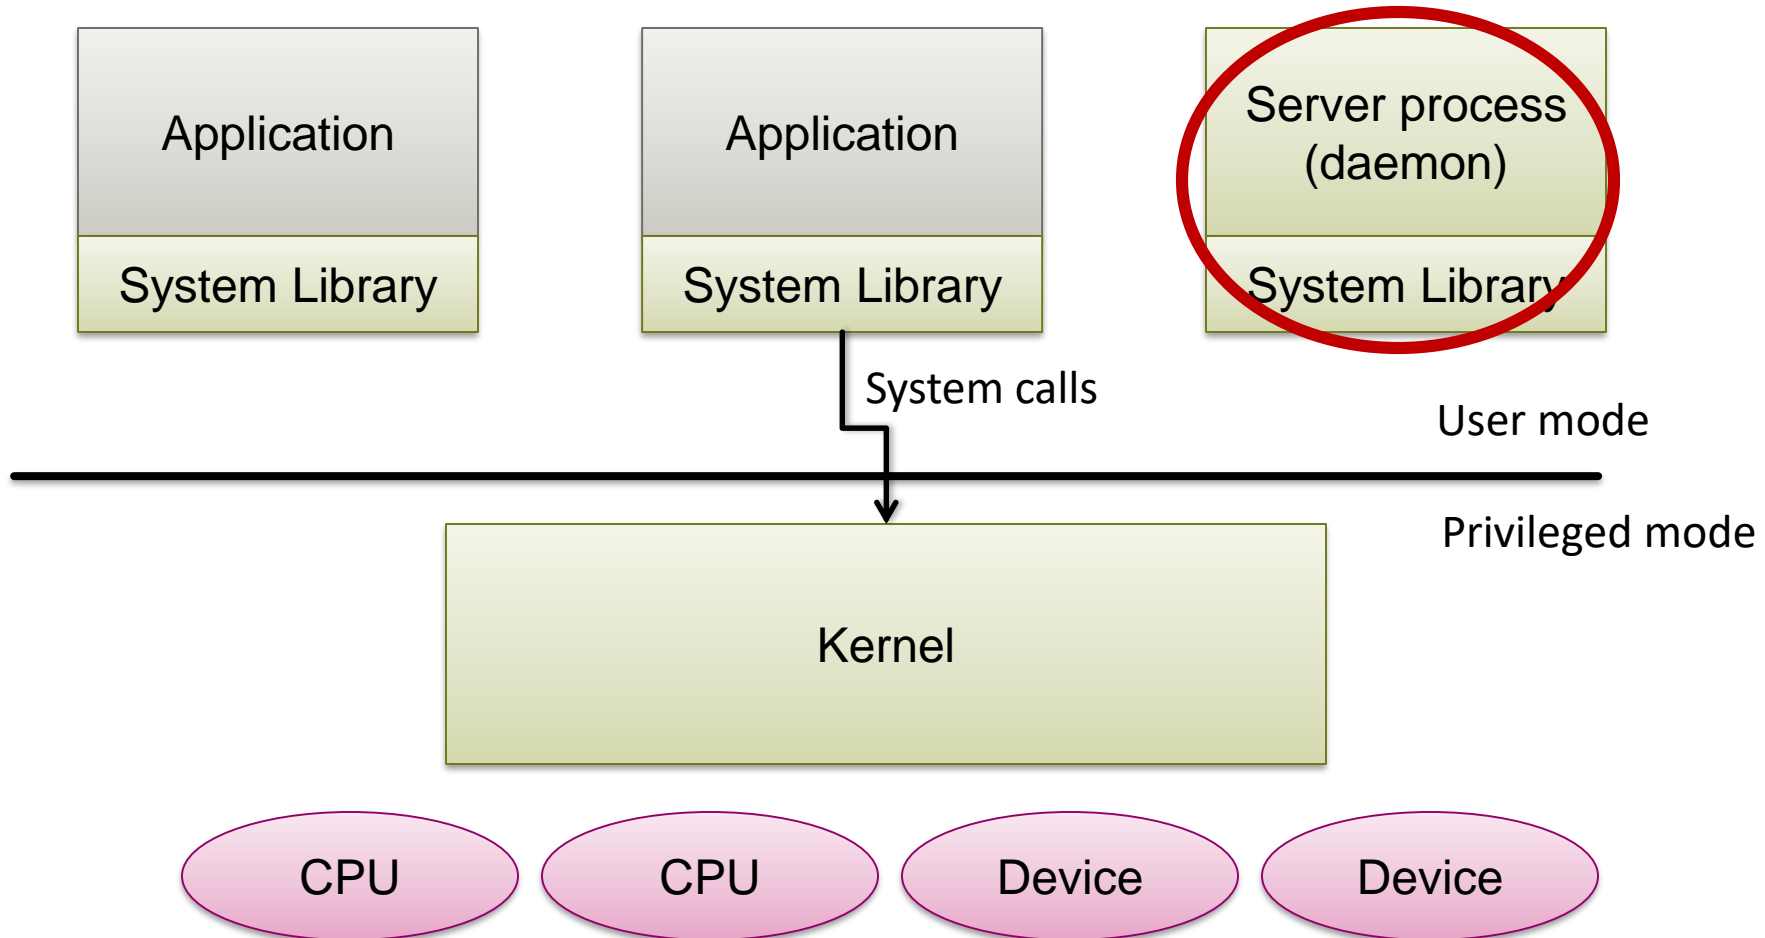 Application
Application
Server process
(daemon)
System Library
System Library
System Library
System calls
User mode
Privileged mode
Kernel
CPU
CPU
Device
Device